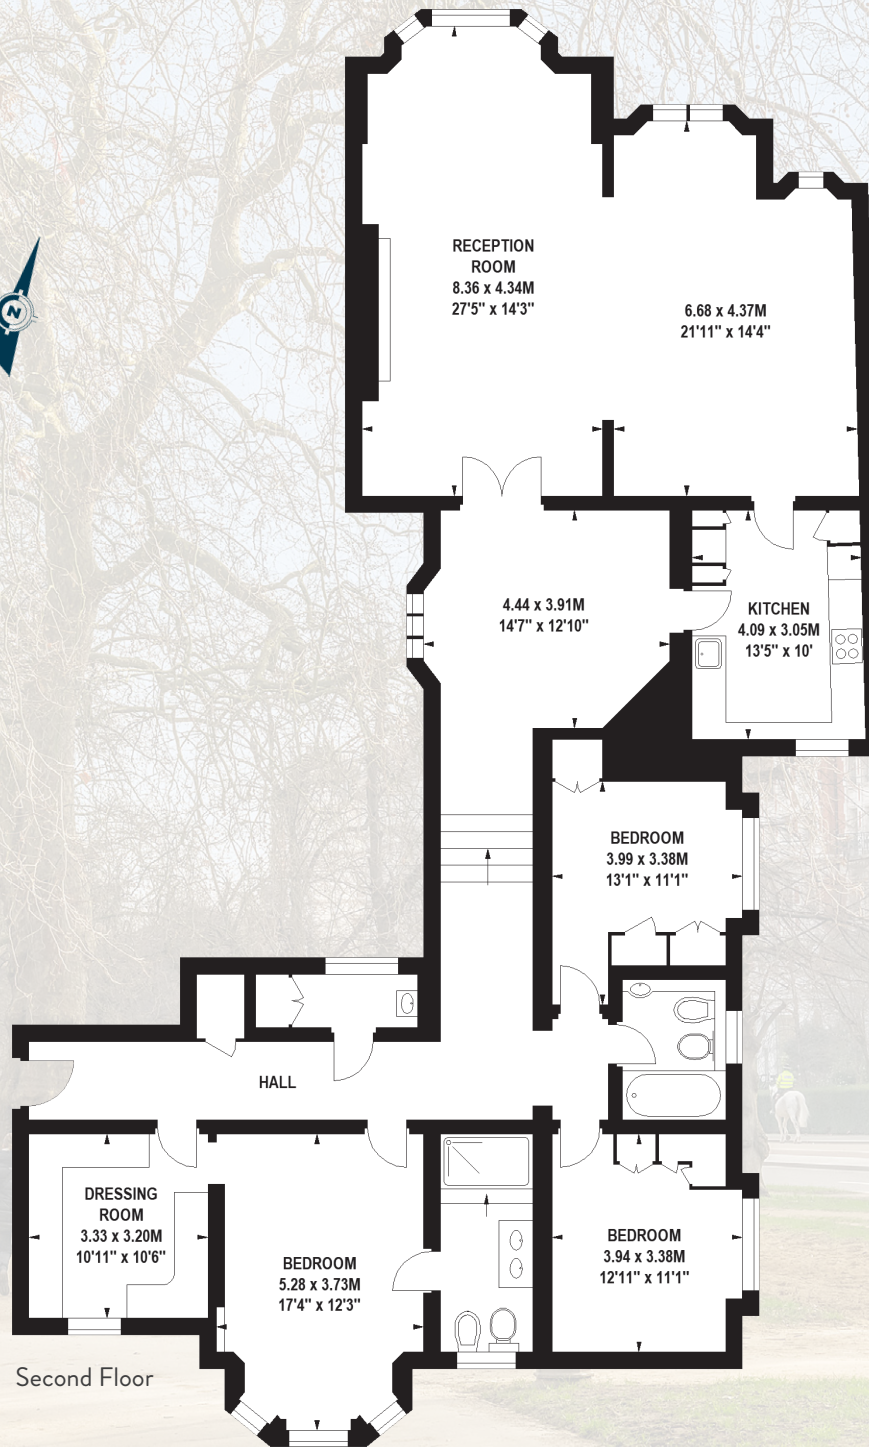 RECEPTION
ROOM
8.36 x 4.34M
27'5" x 14'3"
6.68 x 4.37M
21'11" x 14'4"
N
4.44 x 3.91M
14'7" x 12'10"
KITCHEN
4.09 x 3.05M
13'5" x 10'
BEDROOM
3.99 x 3.38M
13'1" x 11'1"
HALL
DRESSING
ROOM
3.33 x 3.20M
10'11" x 10'6"
BEDROOM
5.28 x 3.73M
17'4" x 12'3"
BEDROOM
3.94 x 3.38M
12'11" x 11'1"
Second Floor